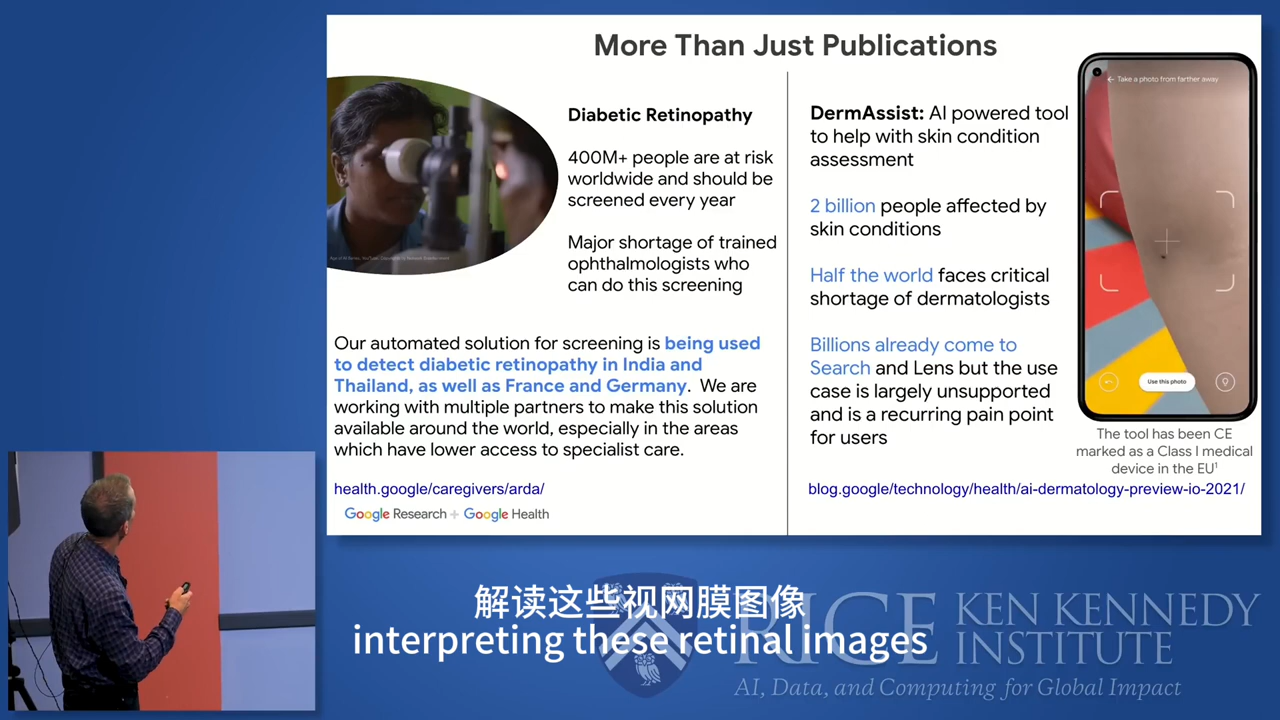 More Than Just Publications
Diabetic Retinopathy
400M+ people are at risk
worldwide and should be
screened every year
Major shortage of trained
ophthalmologists who
can do this screening
Our automated solution for screening is being used
to detect diabetic retinopathy in India and
Thailand, as well as France and Germany. We are
working with multiple partners to make this solution
available around the world, especially in the areas
which have lower access to specialist care.
health.google/caregivers/arda/
Google Research + Google Health
DermAssist: AI powered tool
to help with skin condition
assessment
2 billion people affected by
skin conditions
Half the world faces critical
shortage of dermatologists
Billions already come to
Search and Lens but the use
case is largely unsupported
and is a recurring pain point
for users
Take a photo from farther away
Use this photo
The tool has been CE
marked as a Class I medical
device in the EU¹
blog.google/technology/health/ai-dermatology-preview-io-2021/
解读这些视网膜图像
interpreting these retinal images
RICE
KEN KENNEDY
INSTITUTE
AI, Data, and Computing for Global Impact